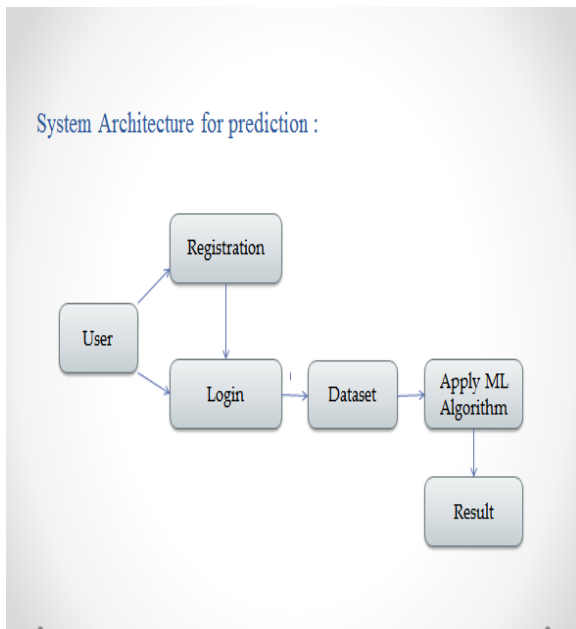 System Architecture for prediction :
Registration
User
Login
Dataset
Apply ML
Algorithm
Result